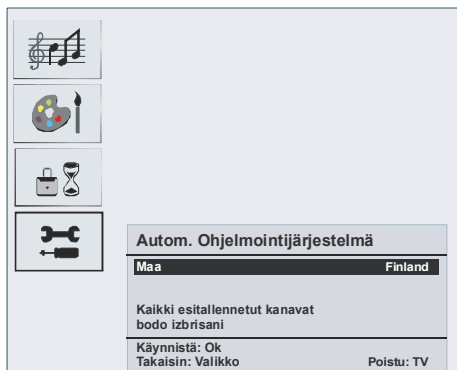 Autom. Ohjelmointijärjestelmä
Maa Finland
Kaikki esitallennetut kanavat
bodo izbrisani
Käynnistä: Ok
Takaisin: Valikko Poistu: TV